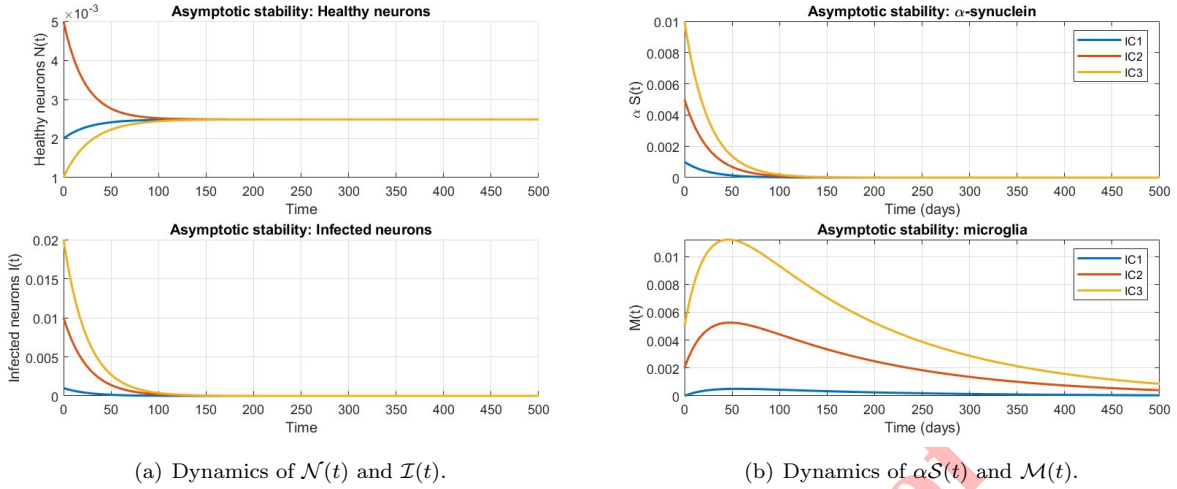 Asymptotic stability: Healthy neurons
×10⁻³
5
4
3
2
1
Healthy neurons N(t)
0 50 100 150 200 250 300 350 400 450 500
Time
Asymptotic stability: Infected neurons
0.02
0.015
0.01
0.005
0
Infected neurons I(t)
0 50 100 150 200 250 300 350 400 450 500
Time
(a) Dynamics of 𝒩(t) and ℐ(t).
Asymptotic stability: α-synuclein
0.01
0.008
0.006
0.004
0.002
0
α S(t)
IC1
IC2
IC3
0 50 100 150 200 250 300 350 400 450 500
Time (days)
Asymptotic stability: microglia
0.01
0.008
0.006
0.004
0.002
0
M(t)
IC1
IC2
IC3
0 50 100 150 200 250 300 350 400 450 500
Time (days)
(b) Dynamics of α𝒮(t) and ℳ(t).